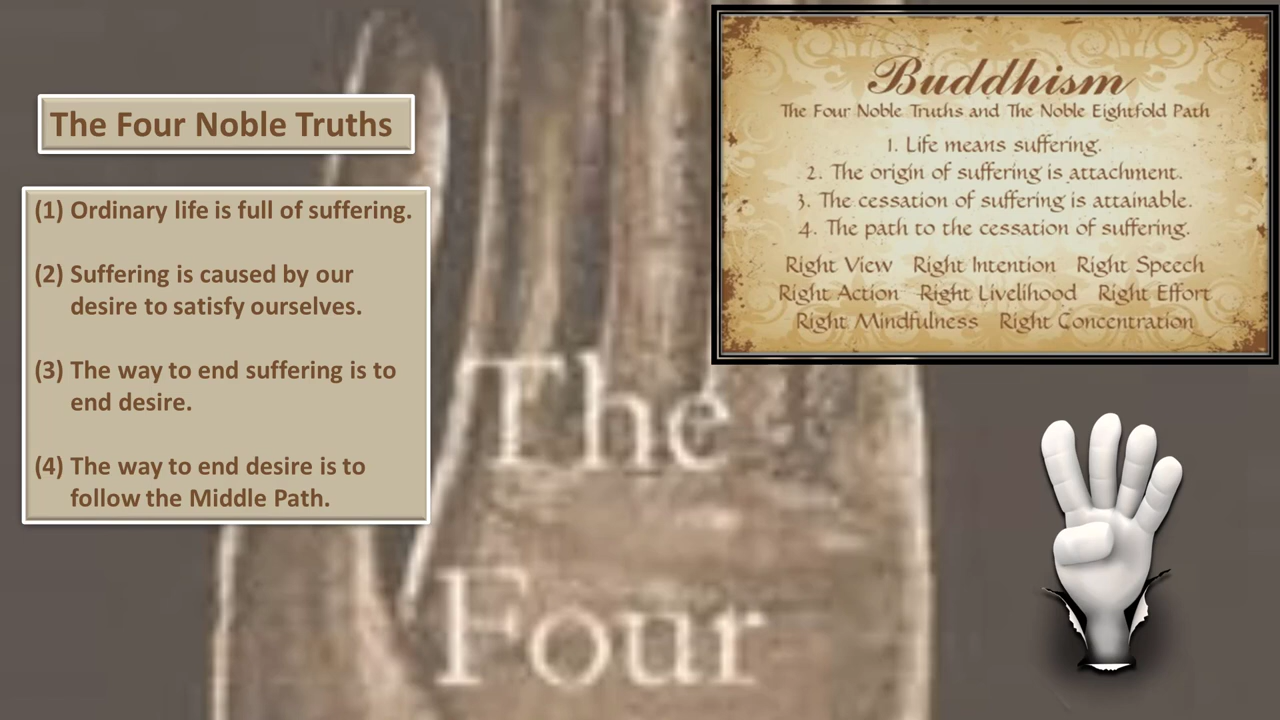 The Four Noble Truths
(1) Ordinary life is full of suffering.
(2) Suffering is caused by our
desire to satisfy ourselves.
(3) The way to end suffering is to
end desire.
(4) The way to end desire is to
follow the Middle Path.
Buddhism
The Four Noble Truths and The Noble Eightfold Path
1. Life means suffering.
2. The origin of suffering is attachment.
3. The cessation of suffering is attainable.
4. The path to the cessation of suffering.
Right View Right Intention Right Speech
Right Action Right Livelihood Right Effort
Right Mindfulness Right Concentration
The
Four